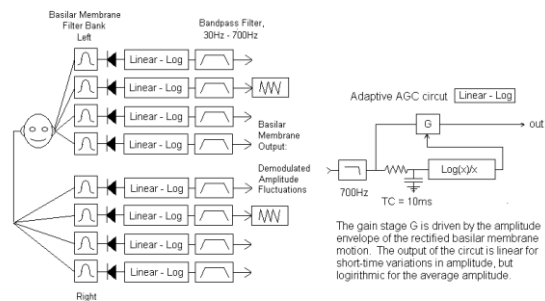 Basilar Membrane
Filter Bank
Left
Bandpass Filter,
30Hz - 700Hz
Linear - Log
Linear - Log
Linear - Log
Linear - Log
Basilar
Membrane
Output:
Demodulated
Amplitude
Fluctuations
Linear - Log
Linear - Log
Linear - Log
Linear - Log
Right
Adaptive AGC circut Linear - Log
G
out
700Hz
Log(x)/x
TC = 10ms
The gain stage G is driven by the amplitude
envelope of the rectified basilar membrane
motion. The output of the circut is linear for
short-time variations in amplitude, but
logirithmic for the average amplitude.